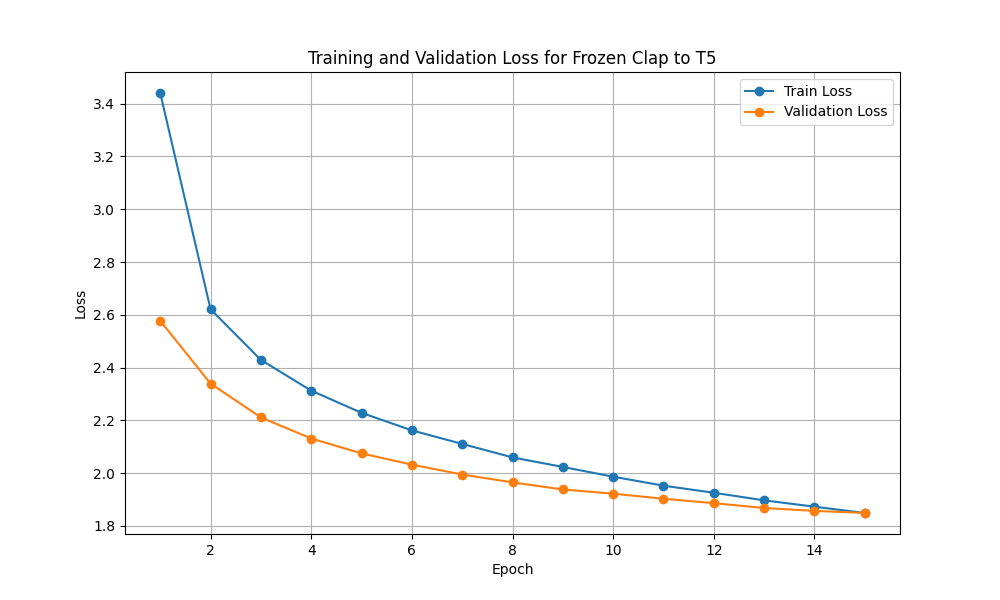 Training and Validation Loss for Frozen Clap to T5
Train Loss
Validation Loss
3.4
3.2
3.0
2.8
2.6
2.4
2.2
2.0
1.8
Loss
2 4 6 8 10 12 14
Epoch